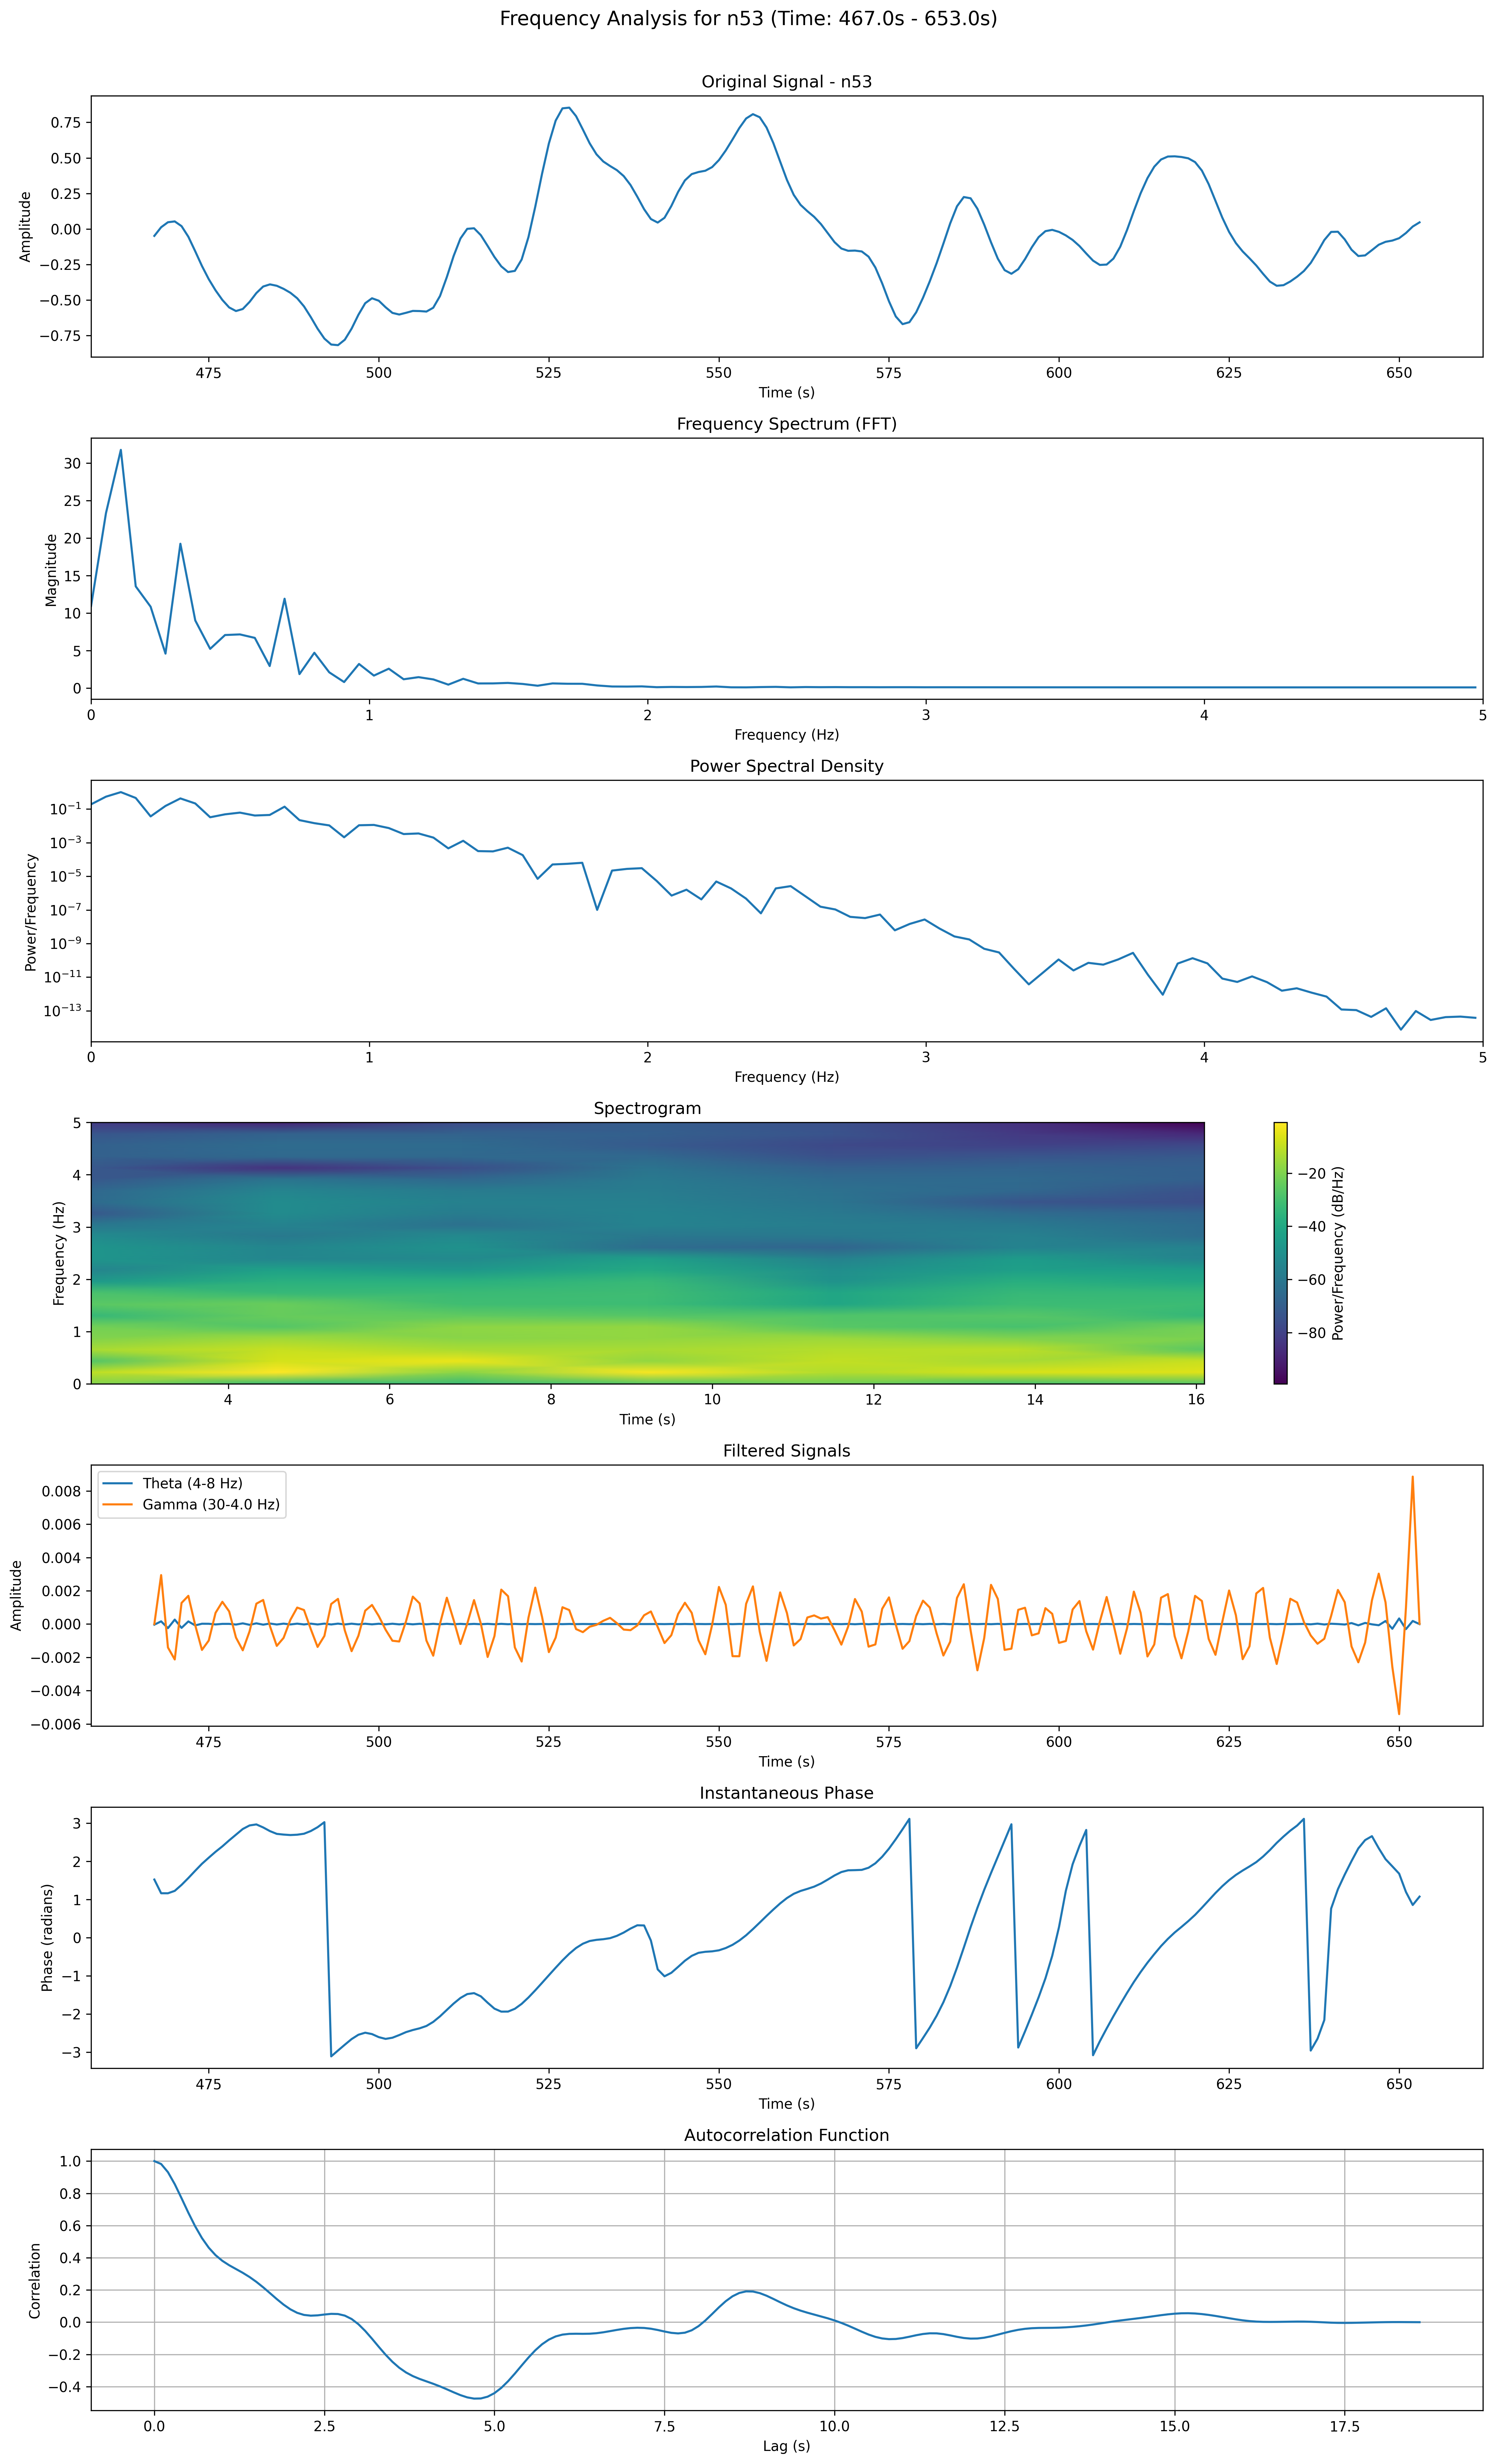 Frequency Analysis for n53 (Time: 467.0s - 653.0s)
Original Signal - n53
Amplitude
0.75
0.50
0.25
0.00
−0.25
−0.50
−0.75
475 500 525 550 575 600 625 650
Time (s)
Frequency Spectrum (FFT)
Magnitude
30
25
20
15
10
5
0
0 1 2 3 4 5
Frequency (Hz)
Power Spectral Density
Power/Frequency
10⁻¹
10⁻³
10⁻⁵
10⁻⁷
10⁻⁹
10⁻¹¹
10⁻¹³
0 1 2 3 4 5
Frequency (Hz)
Spectrogram
Frequency (Hz)
5
4
3
2
1
0
4 6 8 10 12 14 16
Time (s)
−20
−40
−60
−80
Power/Frequency (dB/Hz)
Filtered Signals
Theta (4-8 Hz)
Gamma (30-4.0 Hz)
Amplitude
0.008
0.006
0.004
0.002
0.000
−0.002
−0.004
−0.006
475 500 525 550 575 600 625 650
Time (s)
Instantaneous Phase
Phase (radians)
3
2
1
0
−1
−2
−3
475 500 525 550 575 600 625 650
Time (s)
Autocorrelation Function
Correlation
1.0
0.8
0.6
0.4
0.2
0.0
−0.2
−0.4
0.0 2.5 5.0 7.5 10.0 12.5 15.0 17.5
Lag (s)